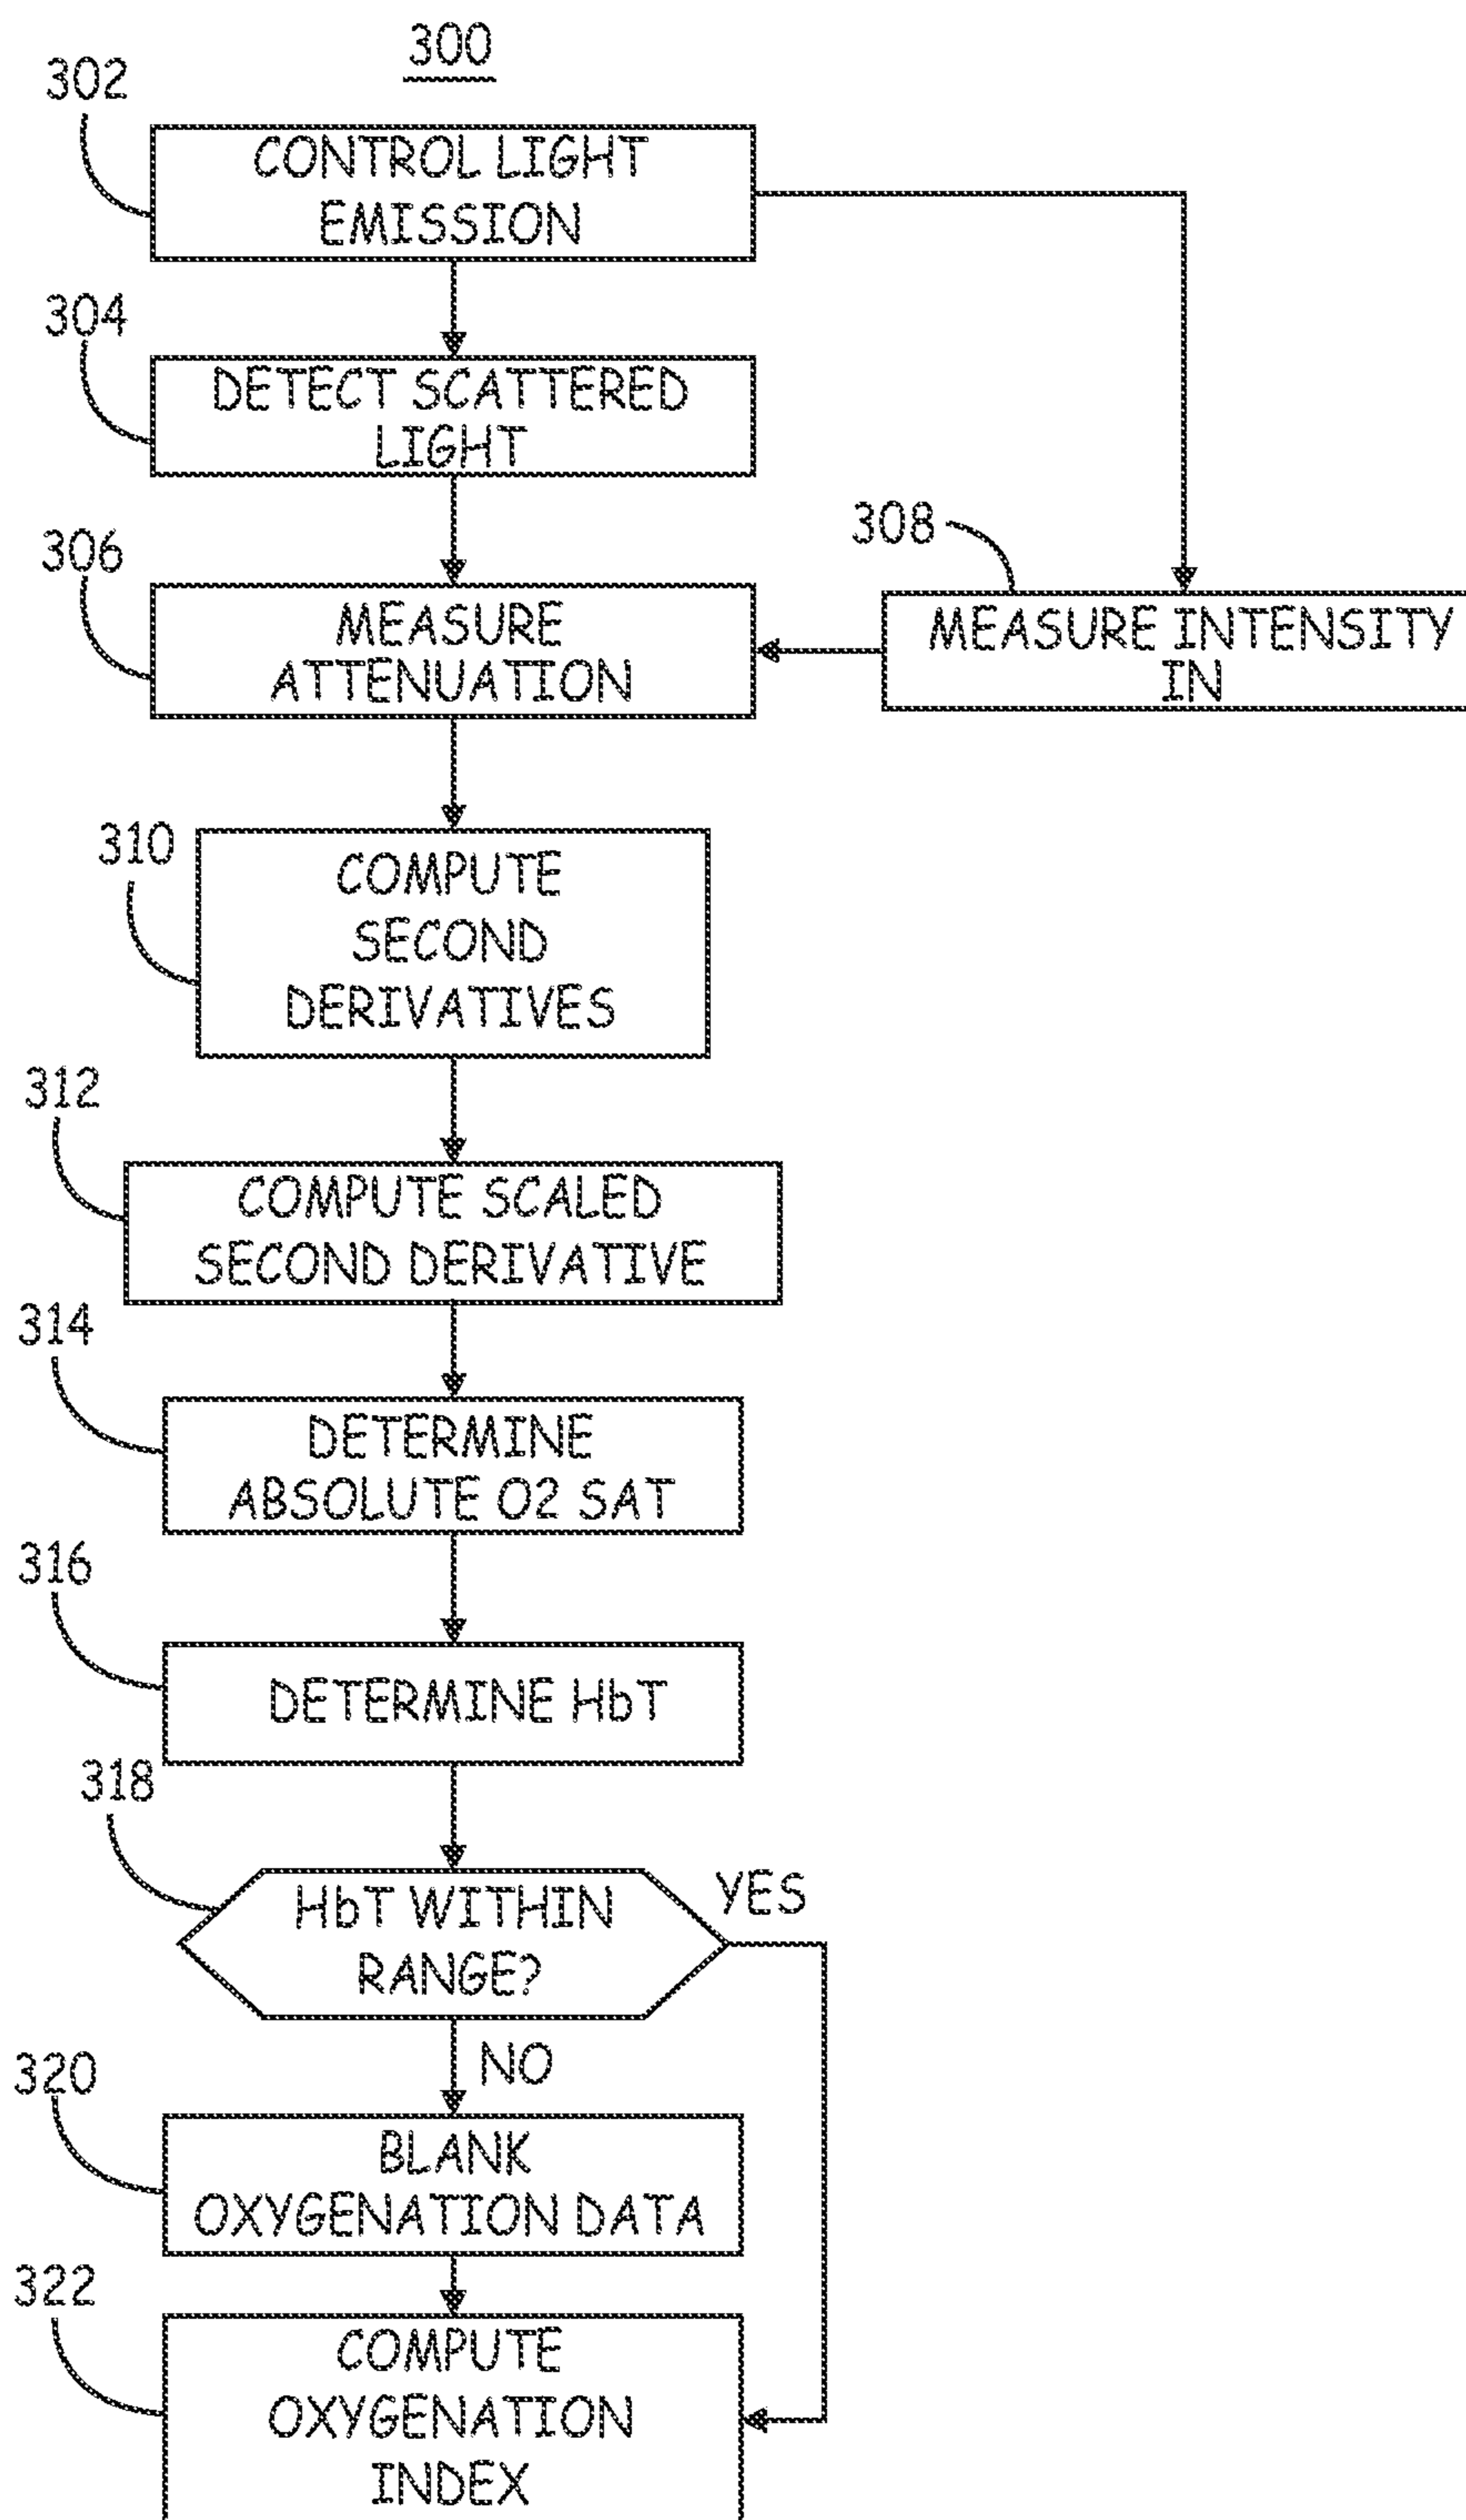 300
302
CONTROL LIGHT
EMISSION
304
DETECT SCATTERED
LIGHT
306
MEASURE
ATTENUATION
308
MEASURE INTENSITY
IN
310
COMPUTE
SECOND
DERIVATIVES
312
COMPUTE SCALED
SECOND DERIVATIVE
314
DETERMINE
ABSOLUTE O2 SAT
316
DETERMINE HbT
318
HbT WITHIN
RANGE?
YES
NO
320
BLANK
OXYGENATION DATA
322
COMPUTE
OXYGENATION
INDEX